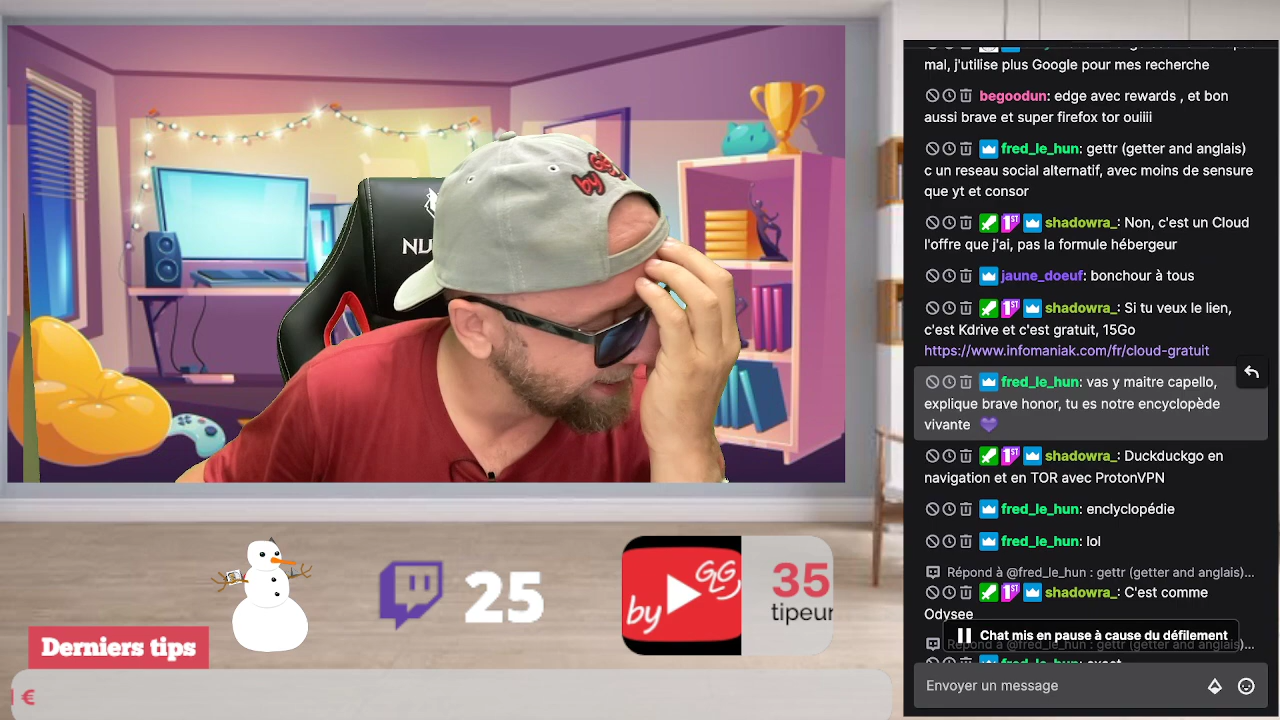 mal, j'utilise plus Google pour mes recherche
begoodun: edge avec rewards , et bon
aussi brave et super firefox tor ouiiii
fred_le_hun: gettr (getter and anglais)
c un reseau social alternatif, avec moins de sensure
que yt et consor
shadowra_: Non, c'est un Cloud
l'offre que j'ai, pas la formule hébergeur
jaune_doeuf: bonchour à tous
shadowra_: Si tu veux le lien,
c'est Kdrive et c'est gratuit, 15Go
https://www.infomaniak.com/fr/cloud-gratuit
fred_le_hun: vas y maitre capello,
explique brave honor, tu es notre encyclopède
vivante
shadowra_: Duckduckgo en
navigation et en TOR avec ProtonVPN
fred_le_hun: enclyclopédie
fred_le_hun: lol
Répond à @fred_le_hun : gettr (getter and anglais)...
shadowra_: C'est comme
Odysee
Chat mis en pause à cause du défilement
Envoyer un message
by GG
25
by GG
35
tipeur
Derniers tips
€